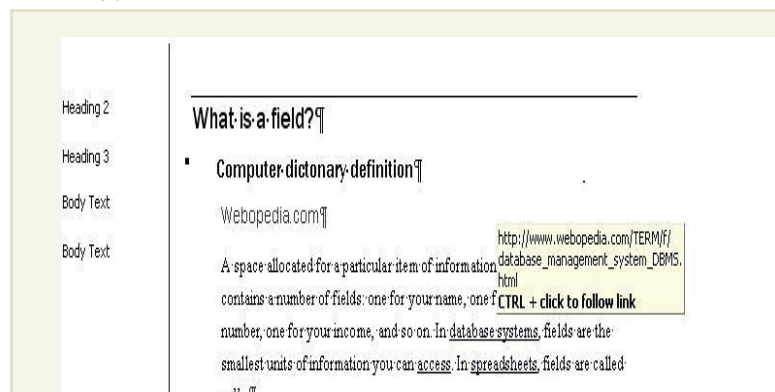 Heading 2
What·is·a·field?¶
Heading 3
Computer·dictonary·definition¶
Body Text
Webopedia.com¶
Body Text
A·space·allocated·for·a·particular·item·of·information
contains·a·number·of·fields:·one·for·your·name,·one·f
number,·one·for·your·income,·and·so·on.·In·database·systems,·fields·are·the·
smallest·units·of·information·you·can·access.·In·spreadsheets,·fields·are·called·
http://www.webopedia.com/TERM/f/
database_management_system_DBMS.
html
CTRL + click to follow link